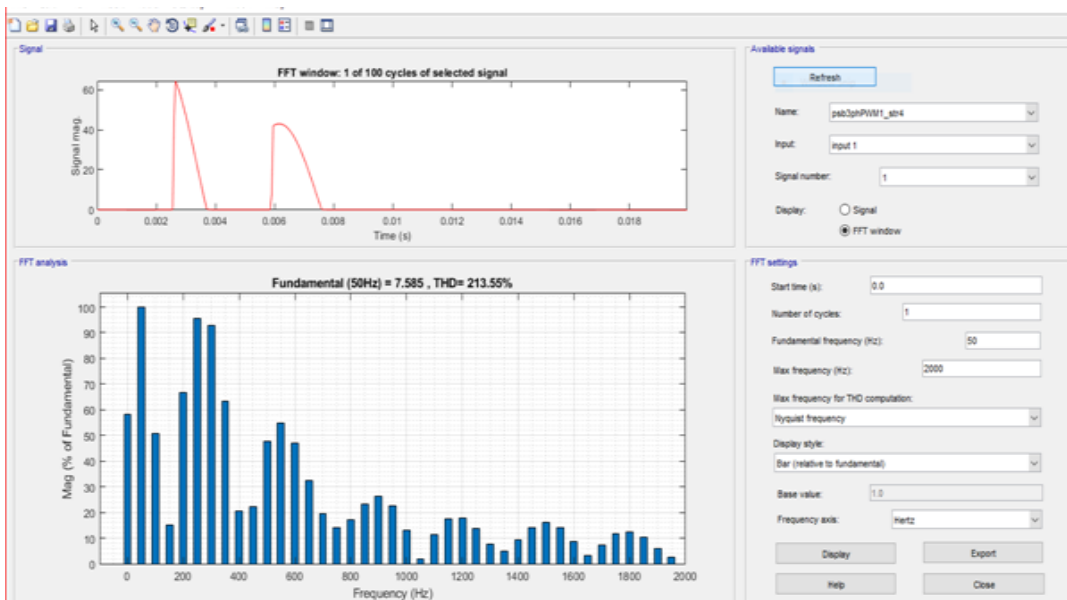 Signal
FFT window: 1 of 100 cycles of selected signal
Signal mag.
60
40
20
0
0 0.002 0.004 0.006 0.008 0.01 0.012 0.014 0.016 0.018
Time (s)
FFT analysis
Fundamental (50Hz) = 7.585 , THD= 213.55%
Mag (% of Fundamental)
100
90
80
70
60
50
40
30
20
10
0
0 200 400 600 800 1000 1200 1400 1600 1800 2000
Frequency (Hz)
Available signals
Refresh
Name: psb3phPWM1_str4
Input: input 1
Signal number: 1
Display: Signal
FFT window
FFT settings
Start time (s): 0.0
Number of cycles: 1
Fundamental frequency (Hz): 50
Max frequency (Hz): 2000
Max frequency for THD computation:
Nyquist frequency
Display style:
Bar (relative to fundamental)
Base value: 1.0
Frequency axis: Hertz
Display Export
Help Close